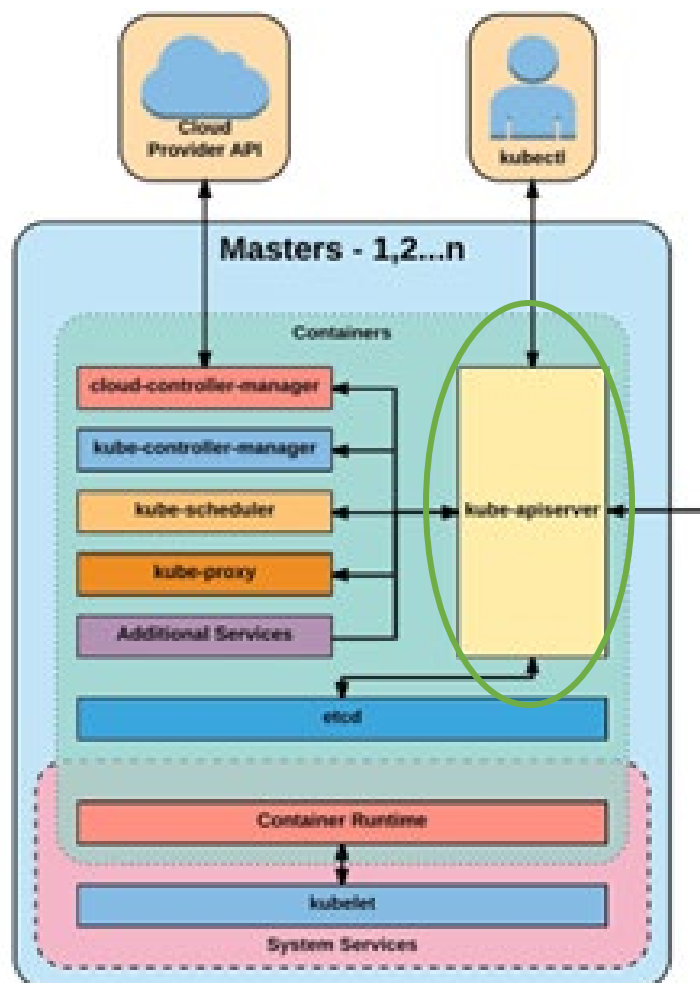 Cloud
Provider API
kubectl
Masters - 1,2...n
Containers
cloud-controller-manager
kube-controller-manager
kube-scheduler
kube-proxy
Additional Services
kube-apiserver
etcd
Container Runtime
kubelet
System Services